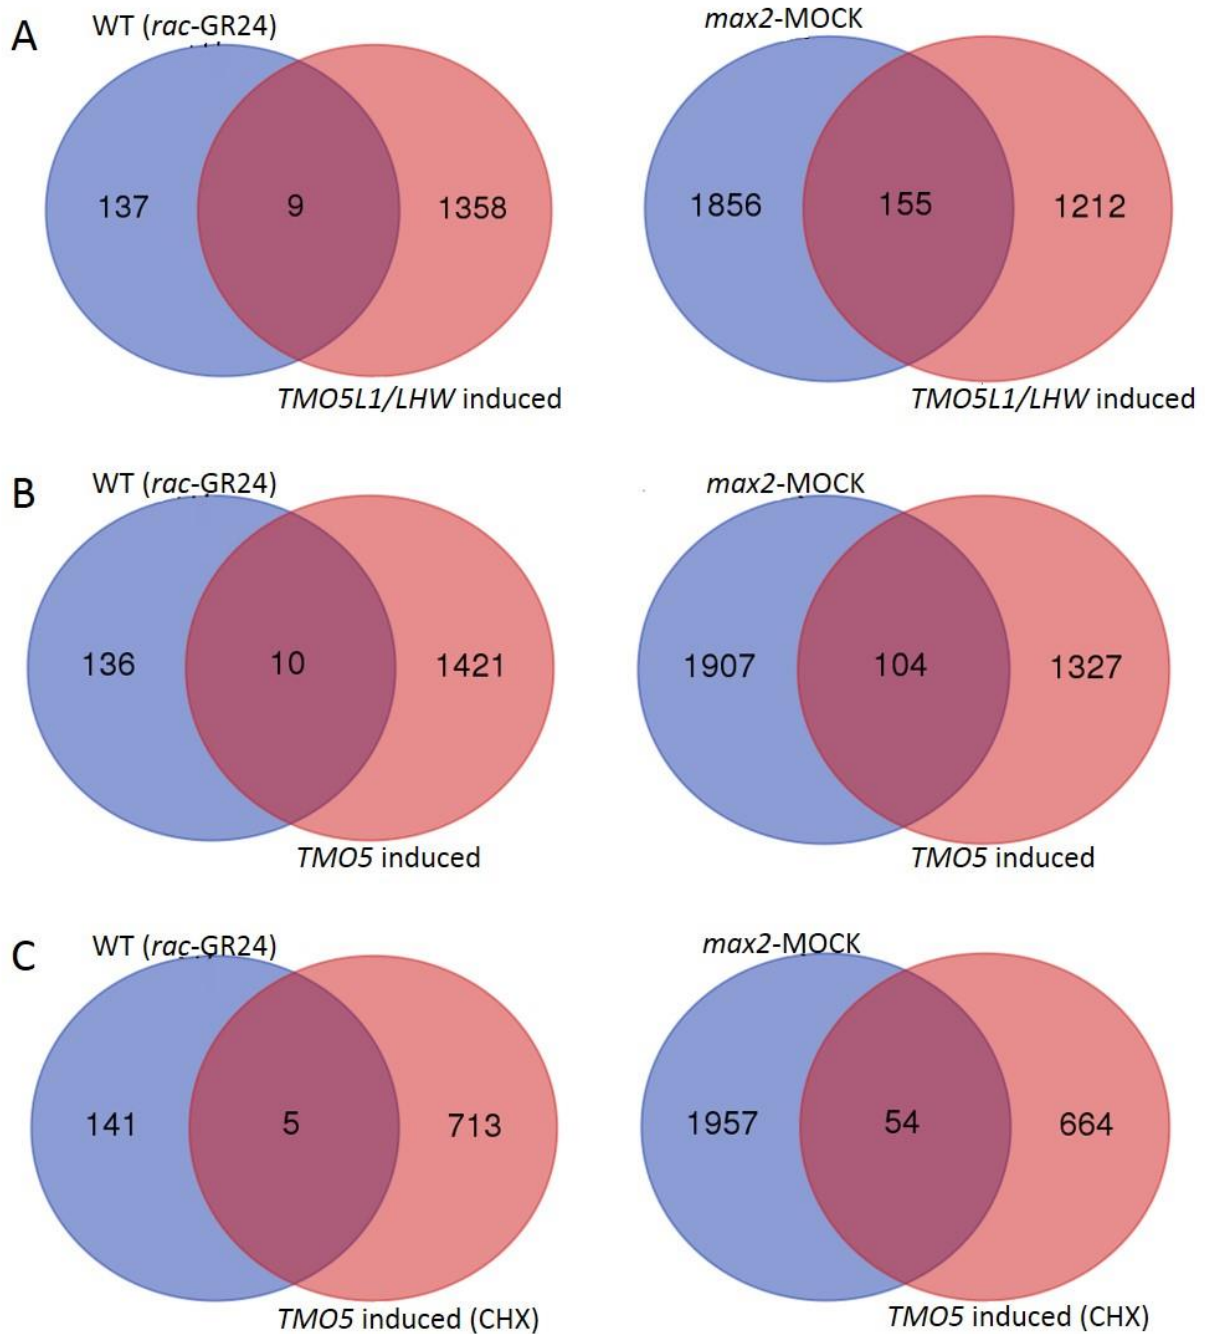 A
WT (rac-GR24)
max2-MOCK
137
9
1358
1856
155
1212
TMO5L1/LHW induced
TMO5L1/LHW induced
B
WT (rac-GR24)
max2-MOCK
136
10
1421
1907
104
1327
TMO5 induced
TMO5 induced
C
WT (rac-GR24)
max2-MOCK
141
5
713
1957
54
664
TMO5 induced (CHX)
TMO5 induced (CHX)